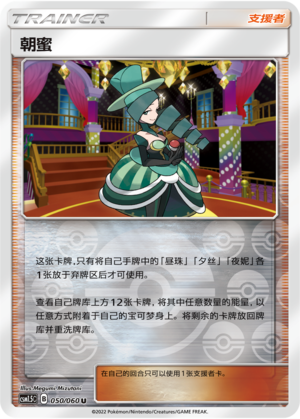 TRAINER
支援者
朝蜜
这张卡牌,只有将自己手牌中的「昼珠」「夕丝」「夜妮」各
1张放于弃牌区后才可使用。
查看自己牌库上方12张卡牌,将其中任意数量的能量,以
任意方式附着于自己的宝可梦身上。将剩余的卡牌放回牌
库并重洗牌库。
Illus. Megumi Mizutani
在自己的回合只可以使用1张支援者卡。
CSM1.5C 050/060 U
©2022 Pokémon/Nintendo/Creatures/GAME FREAK.